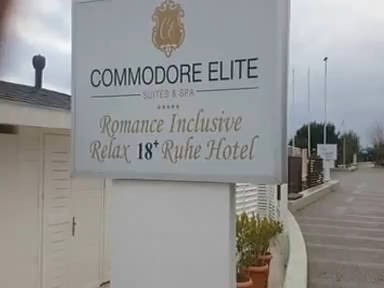 COMMODORE ELITE
SUITES & SPA
★★★★★
Romance Inclusive
Relax 18+ Ruhe Hotel